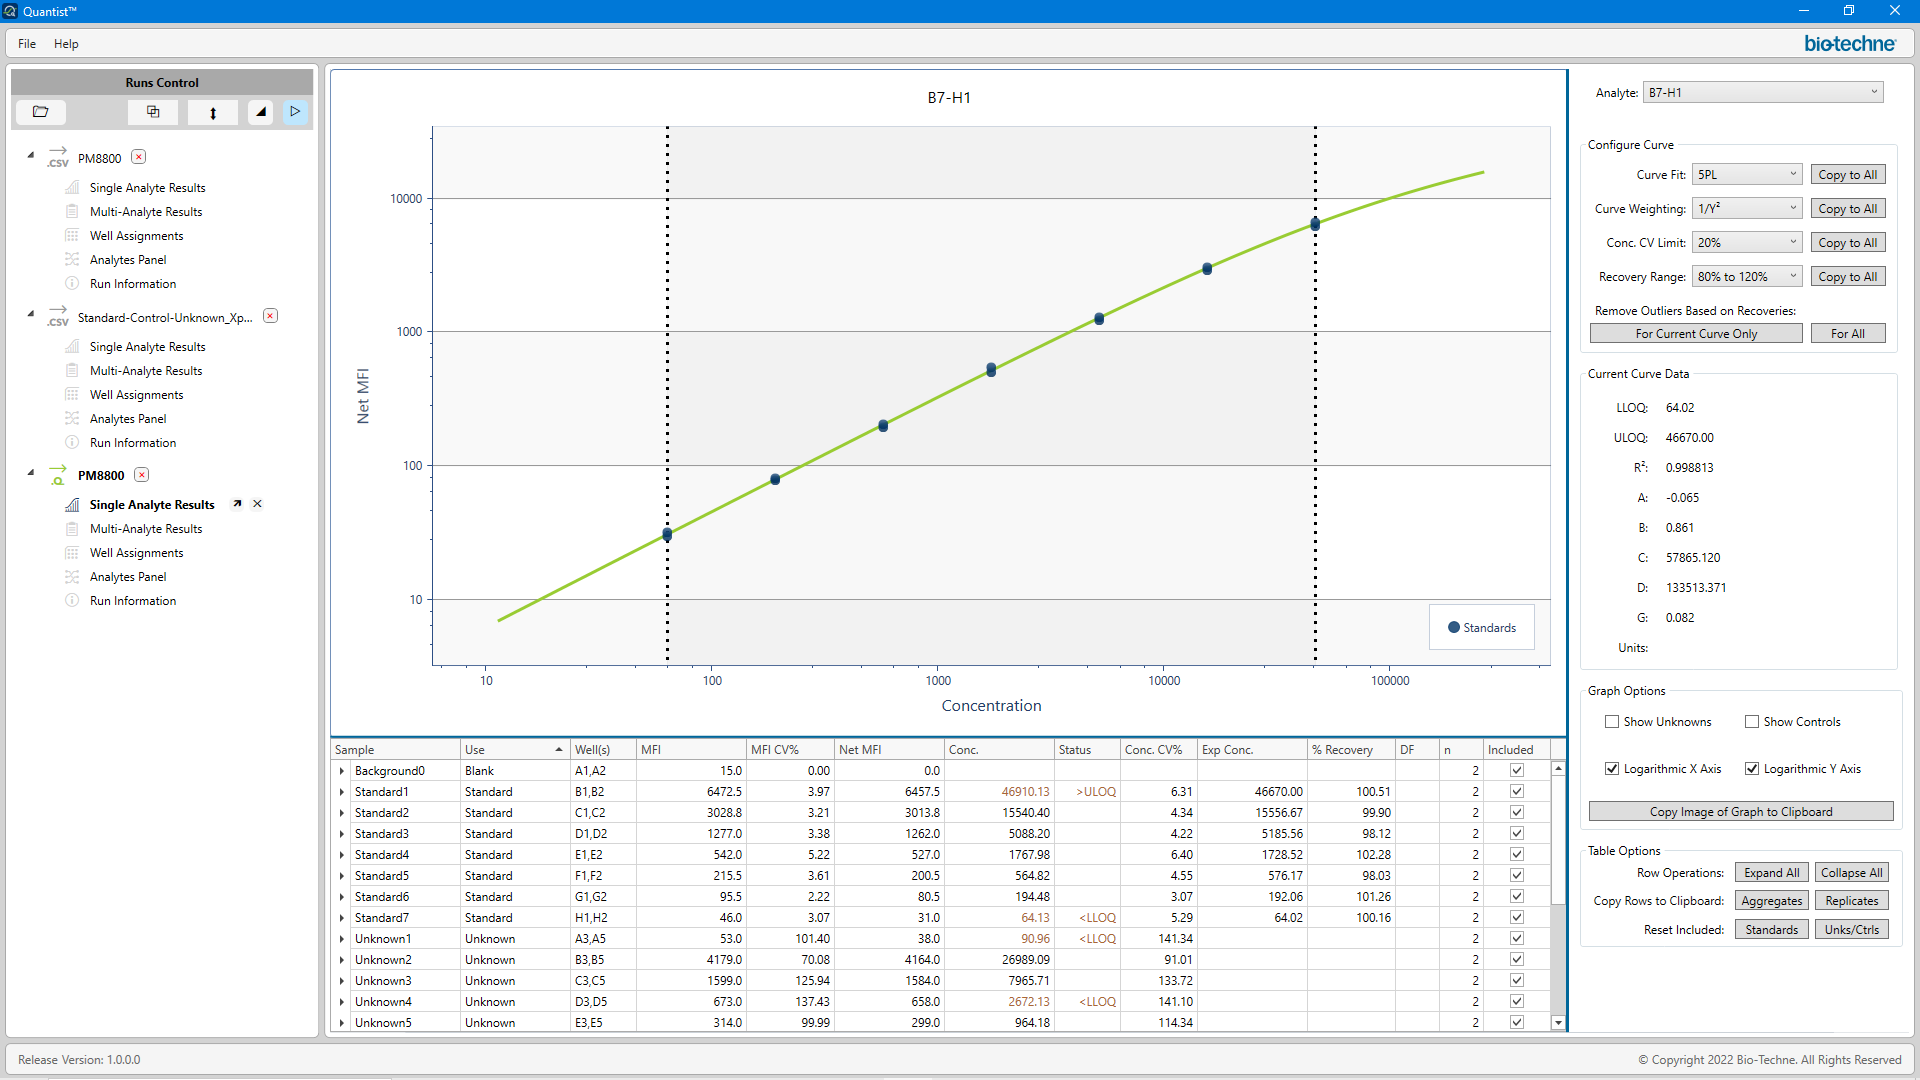 Quantist™
File Help
bio-techne
Runs Control
.CSV PM8800
Single Analyte Results
Multi-Analyte Results
Well Assignments
Analytes Panel
Run Information
.CSV Standard-Control-Unknown_Xp...
Single Analyte Results
Multi-Analyte Results
Well Assignments
Analytes Panel
Run Information
.Q PM8800
Single Analyte Results
Multi-Analyte Results
Well Assignments
Analytes Panel
Run Information
B7-H1
Net MFI
10000
1000
100
10
Standards
10 100 1000 10000 100000
Concentration
Sample Use Well(s) MFI MFI CV% Net MFI Conc. Status Conc. CV% Exp Conc. % Recovery DF n Included
Background0 Blank A1,A2 15.0 0.00 0.0 2
Standard1 Standard B1,B2 6472.5 3.97 6457.5 46910.13 >ULOQ 6.31 46670.00 100.51 2
Standard2 Standard C1,C2 3028.8 3.21 3013.8 15540.40 4.34 15556.67 99.90 2
Standard3 Standard D1,D2 1277.0 3.38 1262.0 5088.20 4.22 5185.56 98.12 2
Standard4 Standard E1,E2 542.0 5.22 527.0 1767.98 6.40 1728.52 102.28 2
Standard5 Standard F1,F2 215.5 3.61 200.5 564.82 4.55 576.17 98.03 2
Standard6 Standard G1,G2 95.5 2.22 80.5 194.48 3.07 192.06 101.26 2
Standard7 Standard H1,H2 46.0 3.07 31.0 64.13 <LLOQ 5.29 64.02 100.16 2
Unknown1 Unknown A3,A5 53.0 101.40 38.0 90.96 <LLOQ 141.34 2
Unknown2 Unknown B3,B5 4179.0 70.08 4164.0 26989.09 91.01 2
Unknown3 Unknown C3,C5 1599.0 125.94 1584.0 7965.71 133.72 2
Unknown4 Unknown D3,D5 673.0 137.43 658.0 2672.13 <LLOQ 141.10 2
Unknown5 Unknown E3,E5 314.0 99.99 299.0 964.18 114.34 2
Analyte: B7-H1
Configure Curve
Curve Fit: 5PL Copy to All
Curve Weighting: 1/Y² Copy to All
Conc. CV Limit: 20% Copy to All
Recovery Range: 80% to 120% Copy to All
Remove Outliers Based on Recoveries:
For Current Curve Only For All
Current Curve Data
LLOQ: 64.02
ULOQ: 46670.00
R²: 0.998813
A: -0.065
B: 0.861
C: 57865.120
D: 133513.371
G: 0.082
Units:
Graph Options
Show Unknowns Show Controls
Logarithmic X Axis Logarithmic Y Axis
Copy Image of Graph to Clipboard
Table Options
Row Operations: Expand All Collapse All
Copy Rows to Clipboard: Aggregates Replicates
Reset Included: Standards Unks/Ctrls
Release Version: 1.0.0.0
© Copyright 2022 Bio-Techne. All Rights Reserved